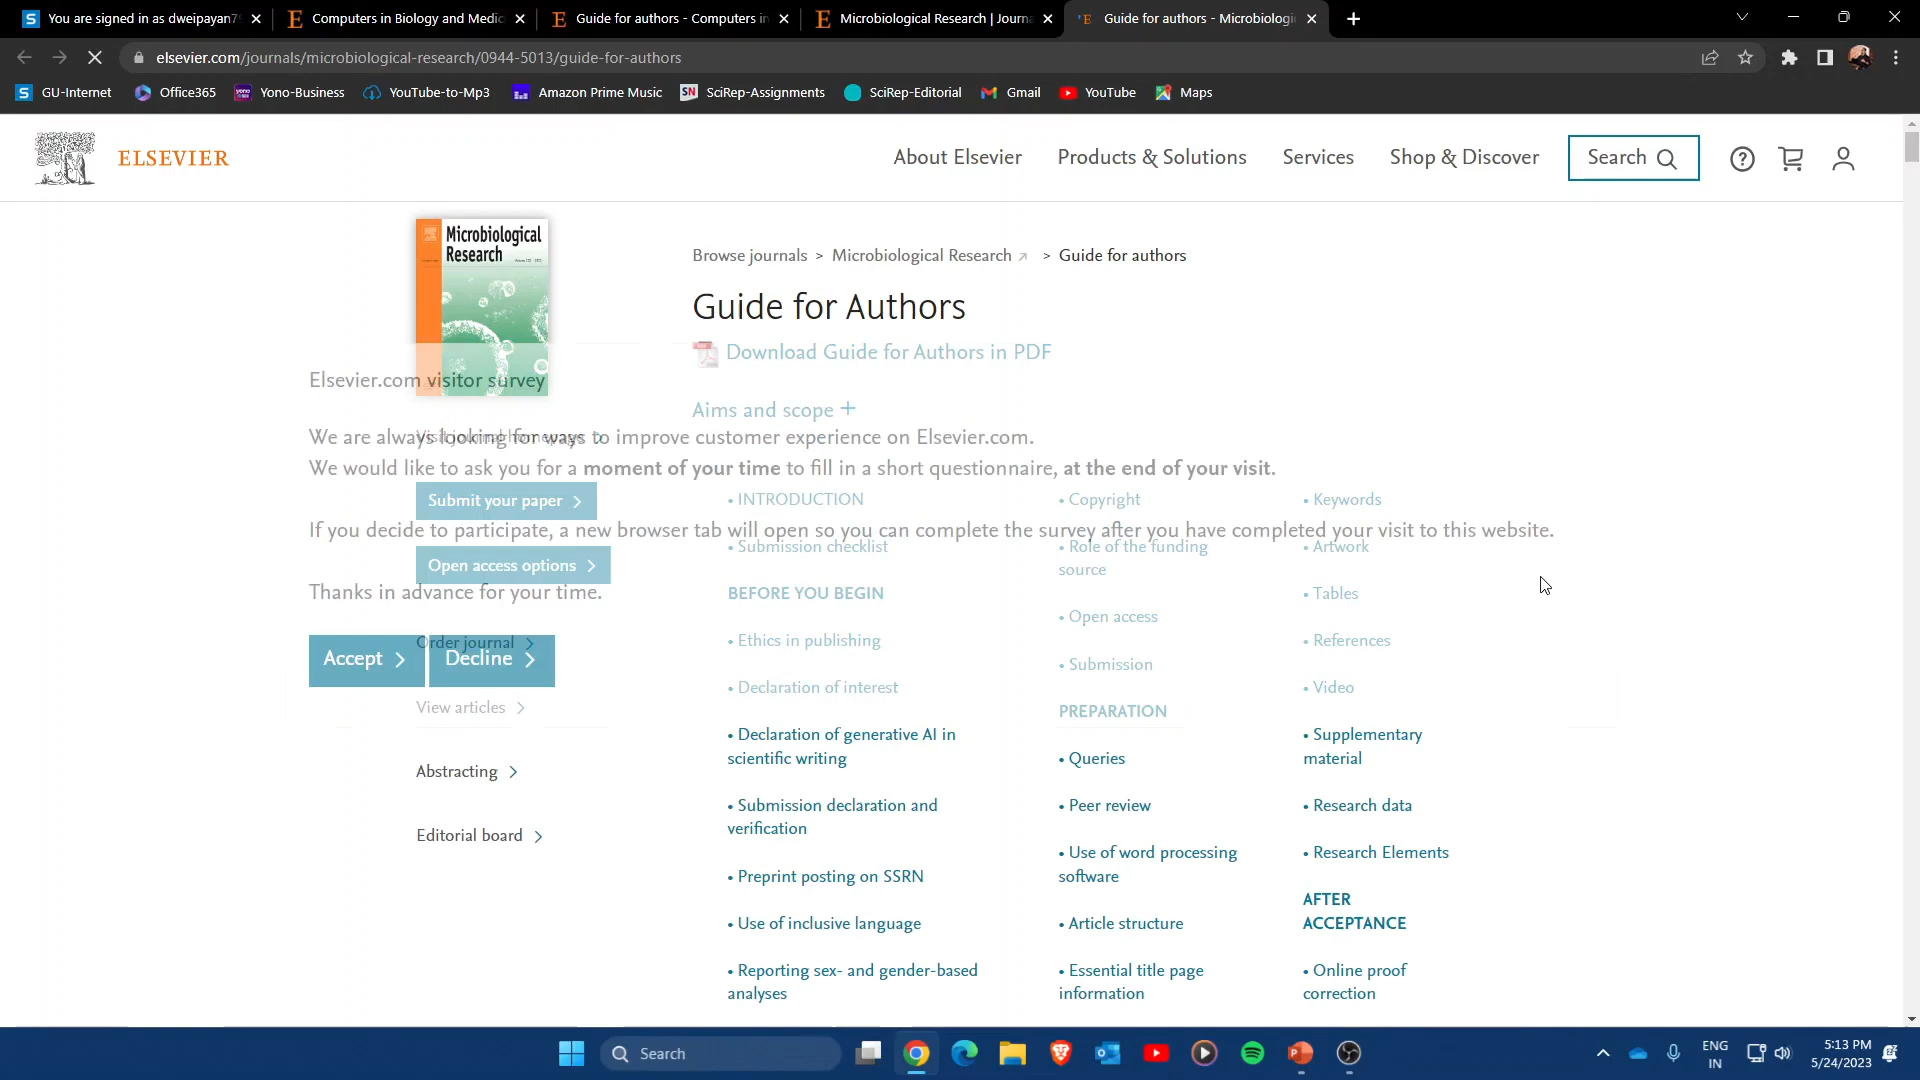 You are signed in as dweipayan79
Computers in Biology and Medic
Guide for authors - Computers in
Microbiological Research | Journa
Guide for authors - Microbiologi
elsevier.com/journals/microbiological-research/0944-5013/guide-for-authors
GU-Internet
Office365
Yono-Business
YouTube-to-Mp3
Amazon Prime Music
SciRep-Assignments
SciRep-Editorial
Gmail
YouTube
Maps
ELSEVIER
About Elsevier
Products & Solutions
Services
Shop & Discover
Search
Microbiological
Research
Browse journals > Microbiological Research > Guide for authors
Guide for Authors
Download Guide for Authors in PDF
Elsevier.com visitor survey
Aims and scope +
We are always looking for ways to improve customer experience on Elsevier.com.
Visit journal homepage >
We would like to ask you for a moment of your time to fill in a short questionnaire, at the end of your visit.
Submit your paper >
If you decide to participate, a new browser tab will open so you can complete the survey after you have completed your visit to this website.
Open access options >
Thanks in advance for your time.
Order journal >
Accept >
Decline >
View articles >
Abstracting >
Editorial board >
• INTRODUCTION
• Submission checklist
BEFORE YOU BEGIN
• Ethics in publishing
• Declaration of interest
• Declaration of generative AI in
scientific writing
• Submission declaration and
verification
• Preprint posting on SSRN
• Use of inclusive language
• Reporting sex- and gender-based
analyses
• Copyright
• Role of the funding
source
• Open access
• Submission
PREPARATION
• Queries
• Peer review
• Use of word processing
software
• Article structure
• Essential title page
information
• Keywords
• Artwork
• Tables
• References
• Video
• Supplementary
material
• Research data
• Research Elements
AFTER
ACCEPTANCE
• Online proof
correction
Search
ENG
IN
5:13 PM
5/24/2023